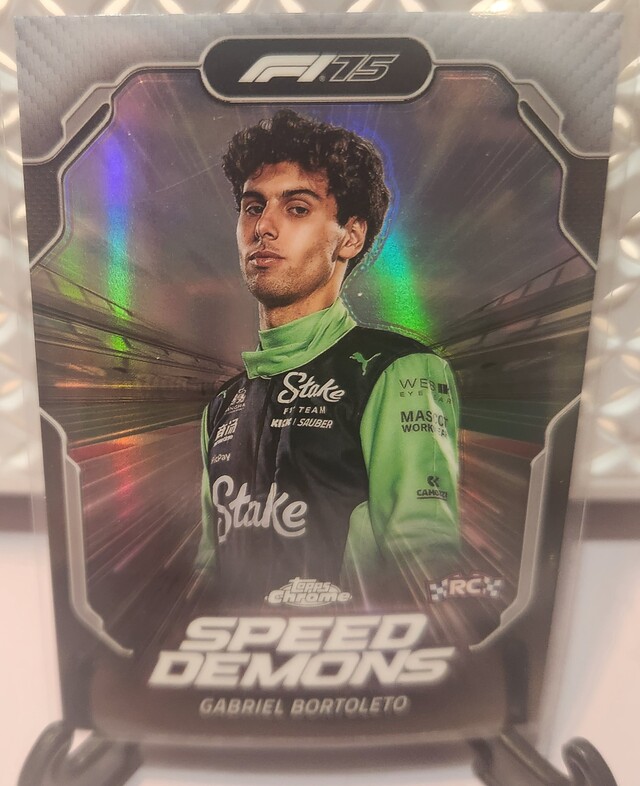 F1 75
Stake
F1 TEAM
KICK SAUBER
WEB
EYEWEAR
MASCOT
WORKWEAR
CAMOZZI
Stake
TOPPS
Chrome
RC
SPEED
DEMONS
GABRIEL BORTOLETO